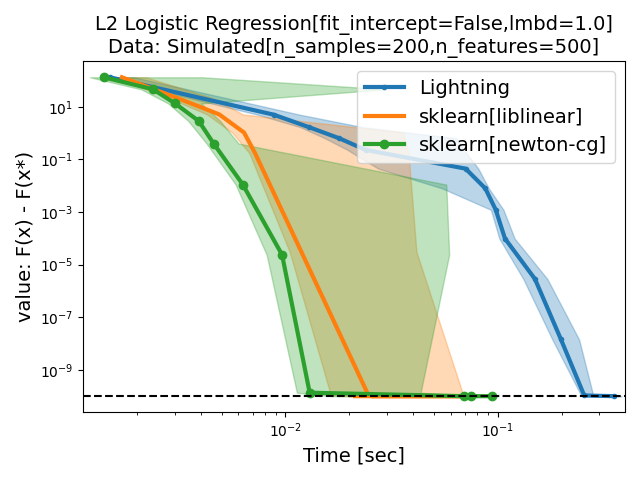 L2 Logistic Regression[fit_intercept=False,lmbd=1.0]
Data: Simulated[n_samples=200,n_features=500]
Lightning
sklearn[liblinear]
sklearn[newton-cg]
value: F(x) - F(x*)
10¹
10⁻¹
10⁻³
10⁻⁵
10⁻⁷
10⁻⁹
10⁻² 10⁻¹
Time [sec]